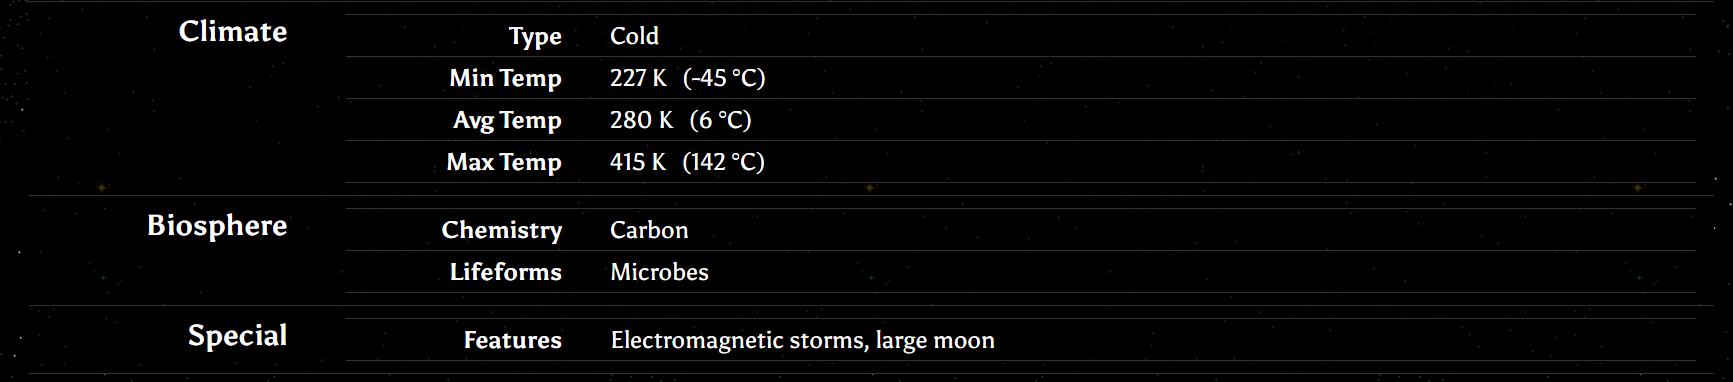 Climate
Type Cold
Min Temp 227 K (-45 °C)
Avg Temp 280 K (6 °C)
Max Temp 415 K (142 °C)
Biosphere
Chemistry Carbon
Lifeforms Microbes
Special
Features Electromagnetic storms, large moon